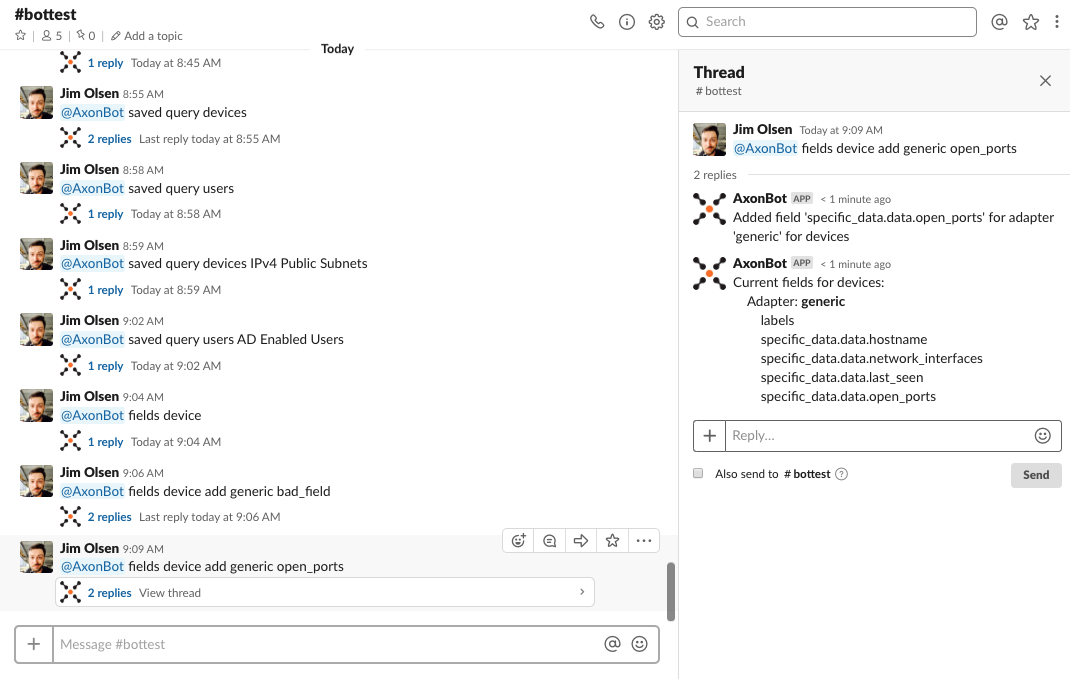 #bottest
5 | 0 | Add a topic
Search
Today
1 reply Today at 8:45 AM
Jim Olsen 8:55 AM
@AxonBot saved query devices
2 replies Last reply today at 8:55 AM
Jim Olsen 8:58 AM
@AxonBot saved query users
1 reply Today at 8:58 AM
Jim Olsen 8:59 AM
@AxonBot saved query devices IPv4 Public Subnets
1 reply Today at 8:59 AM
Jim Olsen 9:02 AM
@AxonBot saved query users AD Enabled Users
1 reply Today at 9:02 AM
Jim Olsen 9:04 AM
@AxonBot fields device
1 reply Today at 9:04 AM
Jim Olsen 9:06 AM
@AxonBot fields device add generic bad_field
2 replies Last reply today at 9:06 AM
Jim Olsen 9:09 AM
@AxonBot fields device add generic open_ports
2 replies View thread
Message #bottest
Thread
# bottest
Jim Olsen Today at 9:09 AM
@AxonBot fields device add generic open_ports
2 replies
AxonBot APP < 1 minute ago
Added field 'specific_data.data.open_ports' for adapter
'generic' for devices
AxonBot APP < 1 minute ago
Current fields for devices:
Adapter: generic
labels
specific_data.data.hostname
specific_data.data.network_interfaces
specific_data.data.last_seen
specific_data.data.open_ports
Reply...
Also send to # bottest
Send